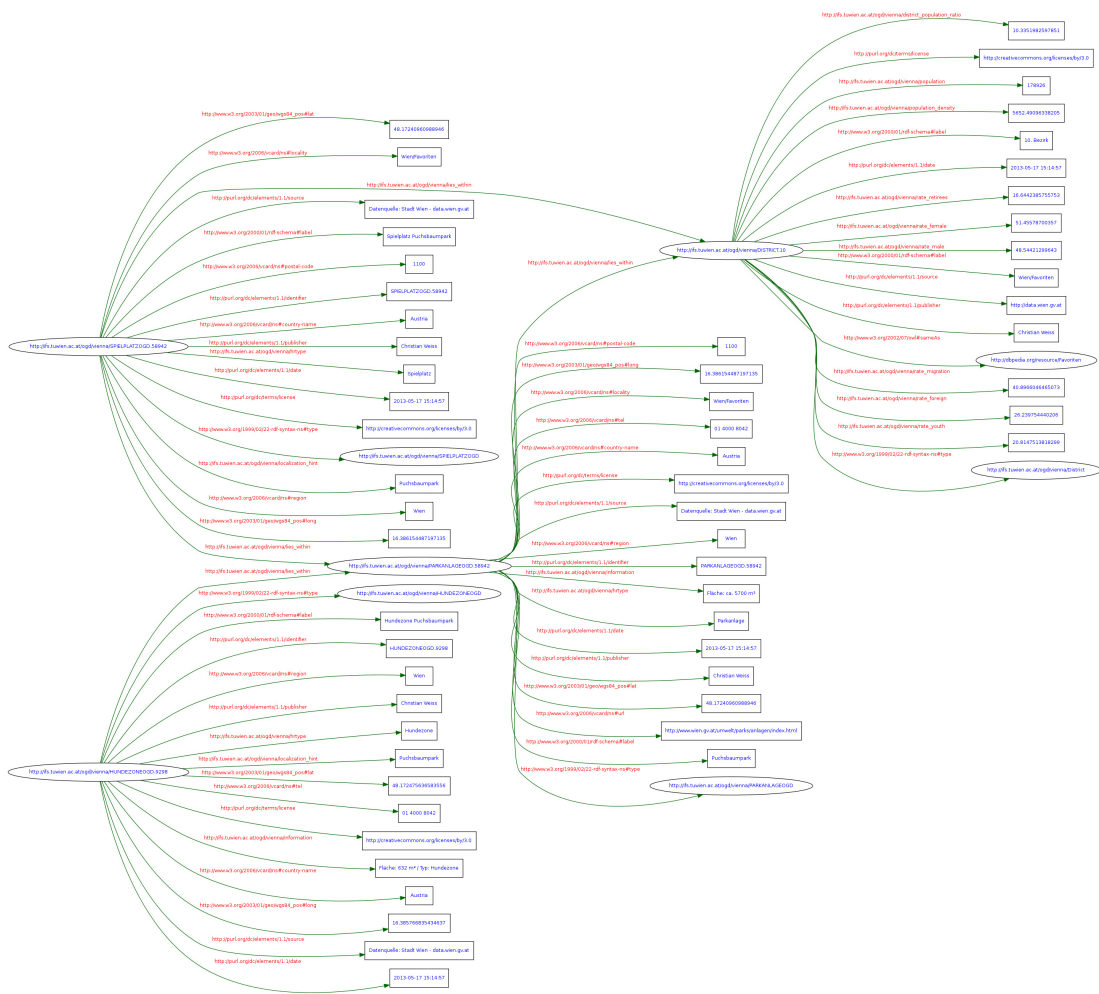 http://ifs.tuwien.ac.at/ogd/vienna/district_population_ratio
10.3351982597851
http://purl.org/dc/terms/license
http://creativecommons.org/licenses/by/3.0
http://ifs.tuwien.ac.at/ogd/vienna/population
178926
http://ifs.tuwien.ac.at/ogd/vienna/population_density
5652.49096338205
http://www.w3.org/2000/01/rdf-schema#label
10. Bezirk
http://purl.org/dc/elements/1.1/date
2013-05-17 15:14:57
http://ifs.tuwien.ac.at/ogd/vienna/rate_retirees
16.6442385755753
http://ifs.tuwien.ac.at/ogd/vienna/rate_female
51.45578700357
http://ifs.tuwien.ac.at/ogd/vienna/DISTRICT.10
http://ifs.tuwien.ac.at/ogd/vienna/rate_male
48.54421299643
http://www.w3.org/2000/01/rdf-schema#label
Wien/Favoriten
http://purl.org/dc/elements/1.1/source
http://data.wien.gv.at
http://purl.org/dc/elements/1.1/publisher
Christian Weiss
http://www.w3.org/2002/07/owl#sameAs
http://dbpedia.org/resource/Favoriten
http://ifs.tuwien.ac.at/ogd/vienna/rate_migration
40.8966046465073
http://ifs.tuwien.ac.at/ogd/vienna/rate_foreign
26.239754440206
http://ifs.tuwien.ac.at/ogd/vienna/rate_youth
20.8147513818299
http://www.w3.org/1999/02/22-rdf-syntax-ns#type
http://ifs.tuwien.ac.at/ogd/vienna/District
http://www.w3.org/2003/01/geo/wgs84_pos#lat
48.17240960988946
http://www.w3.org/2006/vcard/ns#locality
Wien/Favoriten
http://ifs.tuwien.ac.at/ogd/vienna/lies_within
http://purl.org/dc/elements/1.1/source
Datenquelle: Stadt Wien - data.wien.gv.at
http://www.w3.org/2000/01/rdf-schema#label
Spielplatz Puchsbaumpark
http://www.w3.org/2006/vcard/ns#postal-code
1100
http://purl.org/dc/elements/1.1/identifier
SPIELPLATZOGD.58942
http://www.w3.org/2006/vcard/ns#country-name
Austria
http://ifs.tuwien.ac.at/ogd/vienna/SPIELPLATZOGD.58942
http://purl.org/dc/elements/1.1/publisher
Christian Weiss
http://ifs.tuwien.ac.at/ogd/vienna/hrtype
Spielplatz
http://purl.org/dc/elements/1.1/date
2013-05-17 15:14:57
http://purl.org/dc/terms/license
http://creativecommons.org/licenses/by/3.0
http://www.w3.org/1999/02/22-rdf-syntax-ns#type
http://ifs.tuwien.ac.at/ogd/vienna/SPIELPLATZOGD
http://ifs.tuwien.ac.at/ogd/vienna/localization_hint
Puchsbaumpark
http://www.w3.org/2006/vcard/ns#region
Wien
http://www.w3.org/2003/01/geo/wgs84_pos#long
16.386154487197135
http://ifs.tuwien.ac.at/ogd/vienna/lies_within
http://ifs.tuwien.ac.at/ogd/vienna/lies_within
http://www.w3.org/2006/vcard/ns#postal-code
1100
http://www.w3.org/2003/01/geo/wgs84_pos#long
16.386154487197135
http://www.w3.org/2006/vcard/ns#locality
Wien/Favoriten
http://www.w3.org/2006/vcard/ns#tel
01 4000 8042
http://www.w3.org/2006/vcard/ns#country-name
Austria
http://purl.org/dc/terms/license
http://creativecommons.org/licenses/by/3.0
http://purl.org/dc/elements/1.1/source
Datenquelle: Stadt Wien - data.wien.gv.at
http://www.w3.org/2006/vcard/ns#region
Wien
http://ifs.tuwien.ac.at/ogd/vienna/PARKANLAGEOGD.58942
http://purl.org/dc/elements/1.1/identifier
PARKANLAGEOGD.58942
http://ifs.tuwien.ac.at/ogd/vienna/information
Fläche: ca. 5700 m²
http://ifs.tuwien.ac.at/ogd/vienna/hrtype
Parkanlage
http://purl.org/dc/elements/1.1/date
2013-05-17 15:14:57
http://purl.org/dc/elements/1.1/publisher
Christian Weiss
http://www.w3.org/2003/01/geo/wgs84_pos#lat
48.17240960988946
http://www.w3.org/2006/vcard/ns#url
http://www.wien.gv.at/umwelt/parks/anlagen/index.html
http://www.w3.org/2000/01/rdf-schema#label
Puchsbaumpark
http://www.w3.org/1999/02/22-rdf-syntax-ns#type
http://ifs.tuwien.ac.at/ogd/vienna/PARKANLAGEOGD
http://ifs.tuwien.ac.at/ogd/vienna/lies_within
http://www.w3.org/1999/02/22-rdf-syntax-ns#type
http://ifs.tuwien.ac.at/ogd/vienna/HUNDEZONEOGD
http://www.w3.org/2000/01/rdf-schema#label
Hundezone Puchsbaumpark
http://purl.org/dc/elements/1.1/identifier
HUNDEZONEOGD.9298
http://www.w3.org/2006/vcard/ns#region
Wien
http://purl.org/dc/elements/1.1/publisher
Christian Weiss
http://ifs.tuwien.ac.at/ogd/vienna/hrtype
Hundezone
http://ifs.tuwien.ac.at/ogd/vienna/localization_hint
Puchsbaumpark
http://ifs.tuwien.ac.at/ogd/vienna/HUNDEZONEOGD.9298
http://www.w3.org/2003/01/geo/wgs84_pos#lat
48.172475636583556
http://www.w3.org/2006/vcard/ns#tel
01 4000 8042
http://purl.org/dc/terms/license
http://creativecommons.org/licenses/by/3.0
http://ifs.tuwien.ac.at/ogd/vienna/information
Fläche: 632 m² / Typ: Hundezone
http://www.w3.org/2006/vcard/ns#country-name
Austria
http://www.w3.org/2003/01/geo/wgs84_pos#long
16.385766835434637
http://purl.org/dc/elements/1.1/source
Datenquelle: Stadt Wien - data.wien.gv.at
http://purl.org/dc/elements/1.1/date
2013-05-17 15:14:57